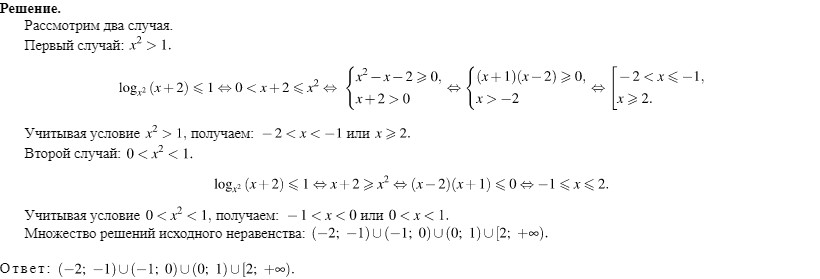 Решение.
Рассмотрим два случая.
Первый случай: x² > 1.
log_{x²}(x+2) ⩽ 1 ⇔ 0 < x+2 ⩽ x² ⇔ { x² − x − 2 ⩾ 0, x + 2 > 0 ⇔ { (x+1)(x−2) ⩾ 0, x > −2 ⇔ [ −2 < x ⩽ −1, x ⩾ 2.
Учитывая условие x² > 1, получаем: −2 < x < −1 или x ⩾ 2.
Второй случай: 0 < x² < 1.
log_{x²}(x+2) ⩽ 1 ⇔ x+2 ⩾ x² ⇔ (x−2)(x+1) ⩽ 0 ⇔ −1 ⩽ x ⩽ 2.
Учитывая условие 0 < x² < 1, получаем: −1 < x < 0 или 0 < x < 1.
Множество решений исходного неравенства: (−2; −1)∪(−1; 0)∪(0; 1)∪[2; +∞).
Ответ: (−2; −1)∪(−1; 0)∪(0; 1)∪[2; +∞).